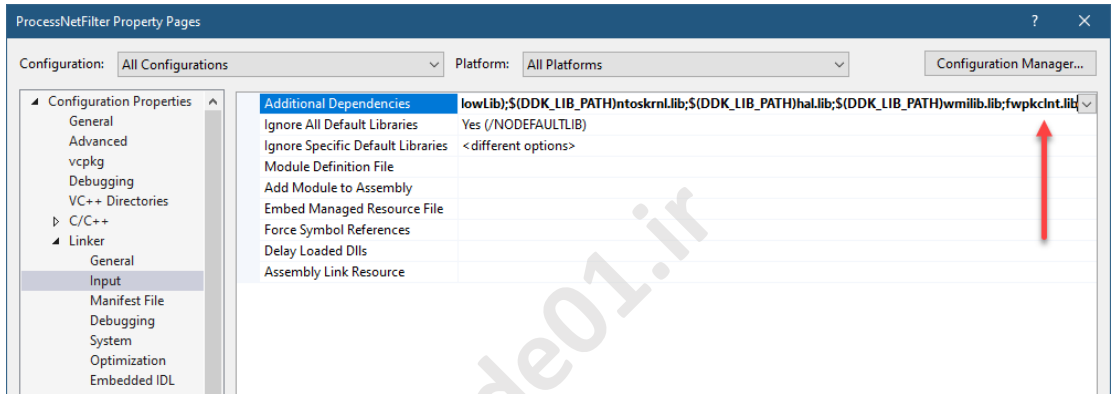 ProcessNetFilter Property Pages
? ×
Configuration: All Configurations Platform: All Platforms Configuration Manager...
Configuration Properties
General
Advanced
vcpkg
Debugging
VC++ Directories
C/C++
Linker
General
Input
Manifest File
Debugging
System
Optimization
Embedded IDL
Additional Dependencies lowLib);$(DDK_LIB_PATH)ntoskrnl.lib;$(DDK_LIB_PATH)hal.lib;$(DDK_LIB_PATH)wmilib.lib;fwpkclnt.lib
Ignore All Default Libraries Yes (/NODEFAULTLIB)
Ignore Specific Default Libraries <different options>
Module Definition File
Add Module to Assembly
Embed Managed Resource File
Force Symbol References
Delay Loaded Dlls
Assembly Link Resource
de01.ir